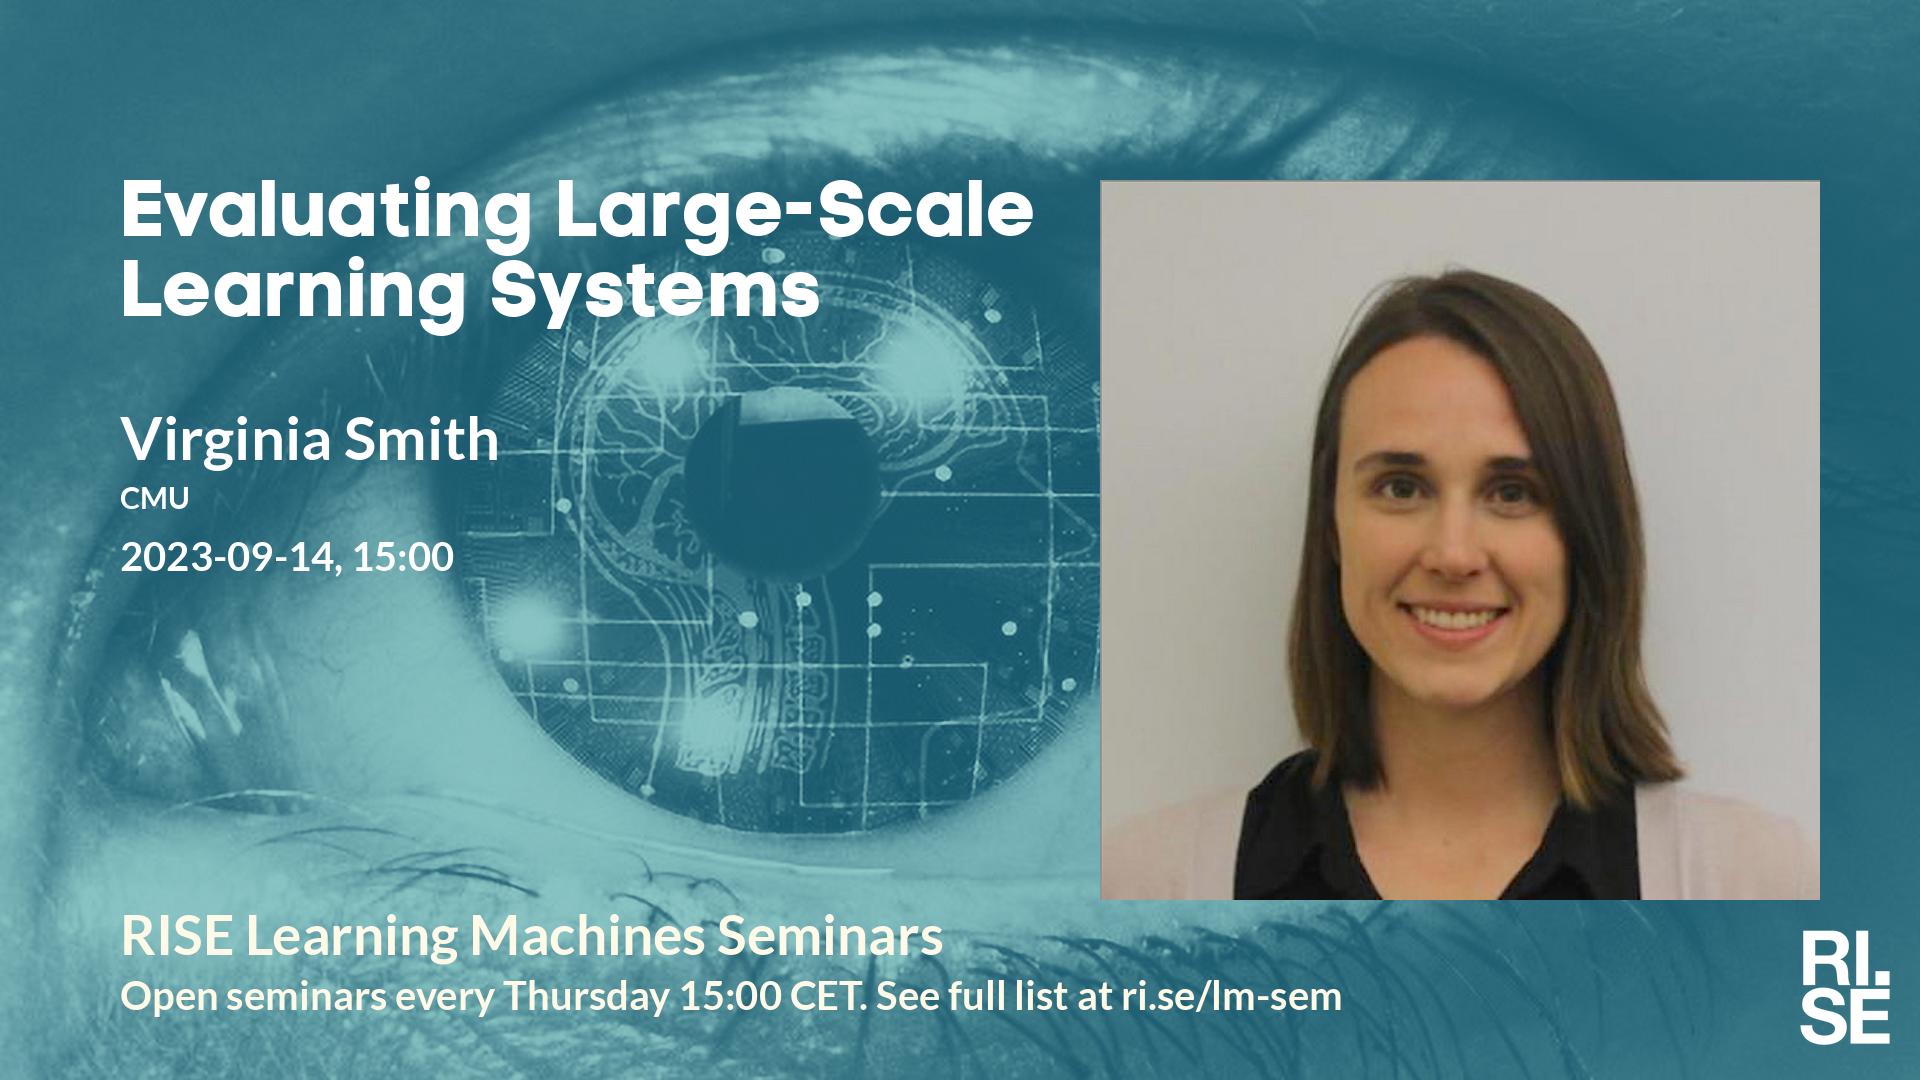 Evaluating Large-Scale
Learning Systems
Virginia Smith
CMU
2023-09-14, 15:00
RISE Learning Machines Seminars
Open seminars every Thursday 15:00 CET. See full list at ri.se/lm-sem
RI.
SE